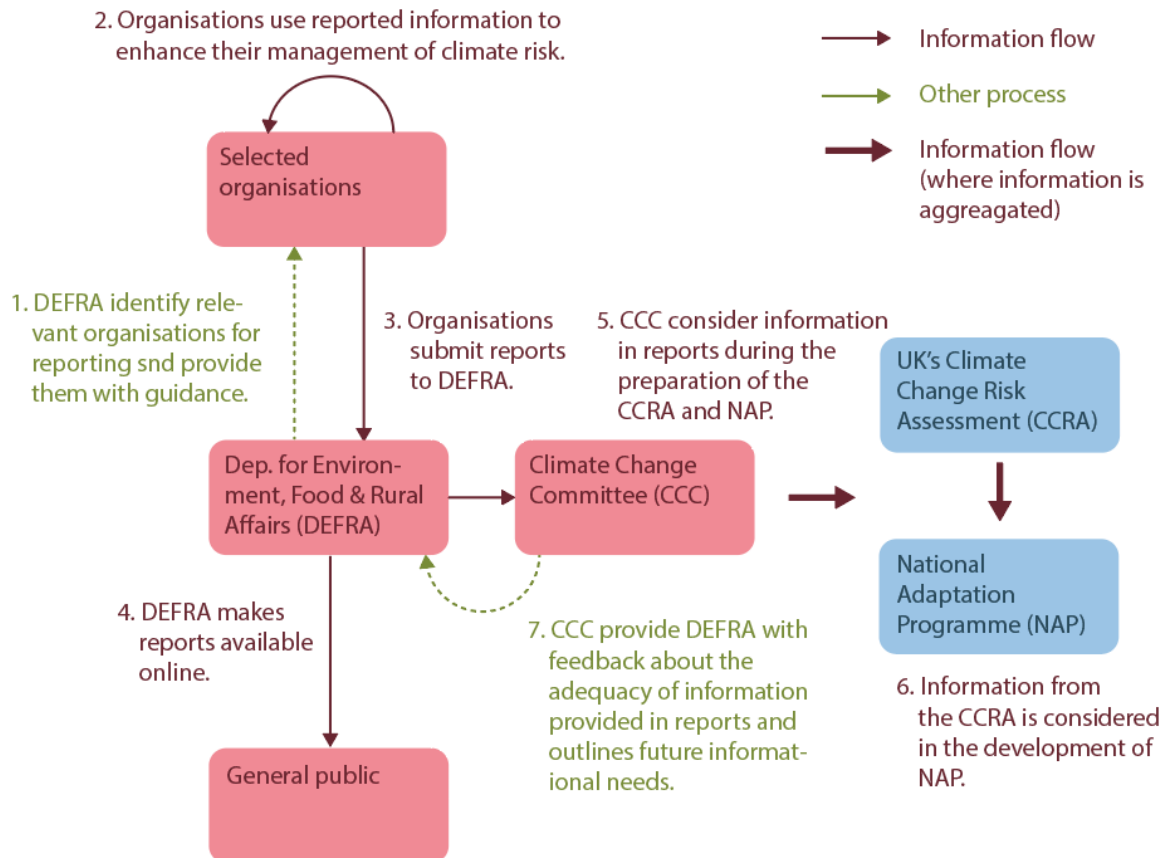 2. Organisations use reported information to
enhance their management of climate risk.
Information flow
Other process
Information flow
(where information is
aggreagated)
Selected
organisations
1. DEFRA identify rele-
vant organisations for
reporting snd provide
them with guidance.
3. Organisations
submit reports
to DEFRA.
5. CCC consider information
in reports during the
preparation of the
CCRA and NAP.
UK's Climate
Change Risk
Assessment (CCRA)
Dep. for Environ-
ment, Food & Rural
Affairs (DEFRA)
Climate Change
Committee (CCC)
National
Adaptation
Programme (NAP)
4. DEFRA makes
reports available
online.
7. CCC provide DEFRA with
feedback about the
adequacy of information
provided in reports and
outlines future informat-
ional needs.
6. Information from
the CCRA is considered
in the development of
NAP.
General public